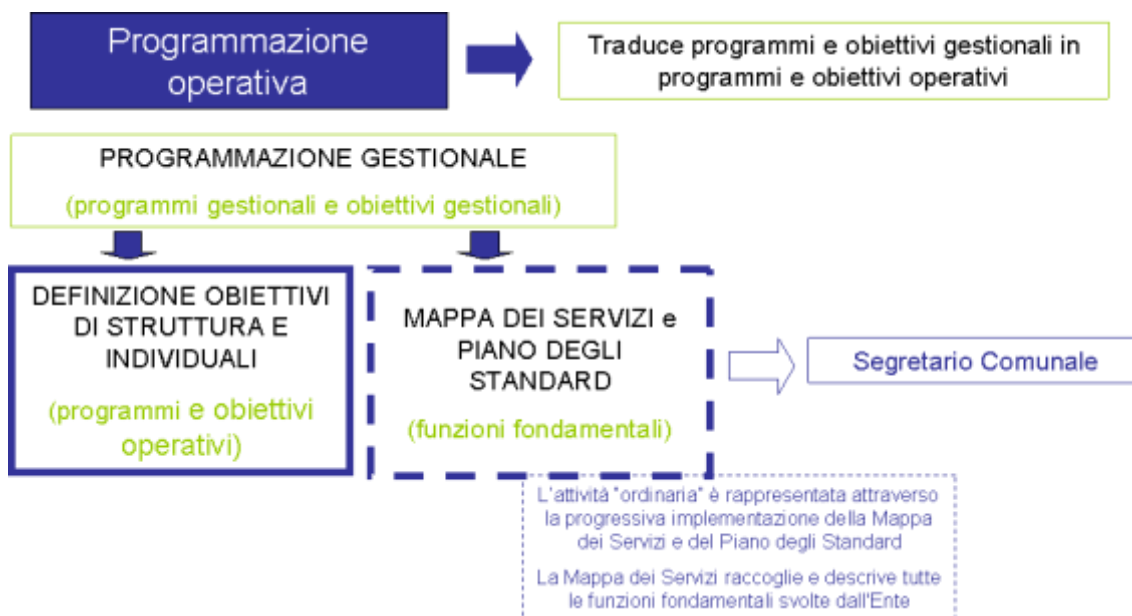 Programmazione
operativa
Traduce programmi e obiettivi gestionali in
programmi e obiettivi operativi
PROGRAMMAZIONE GESTIONALE
(programmi gestionali e obiettivi gestionali)
DEFINIZIONE OBIETTIVI
DI STRUTTURA E
INDIVIDUALI
(programmi e obiettivi
operativi)
MAPPA DEI SERVIZI e
PIANO DEGLI
STANDARD
(funzioni fondamentali)
Segretario Comunale
L'attività "ordinaria" è rappresentata attraverso
la progressiva implementazione della Mappa
dei Servizi e del Piano degli Standard
La Mappa dei Servizi raccoglie e descrive tutte
le funzioni fondamentali svolte dall'Ente